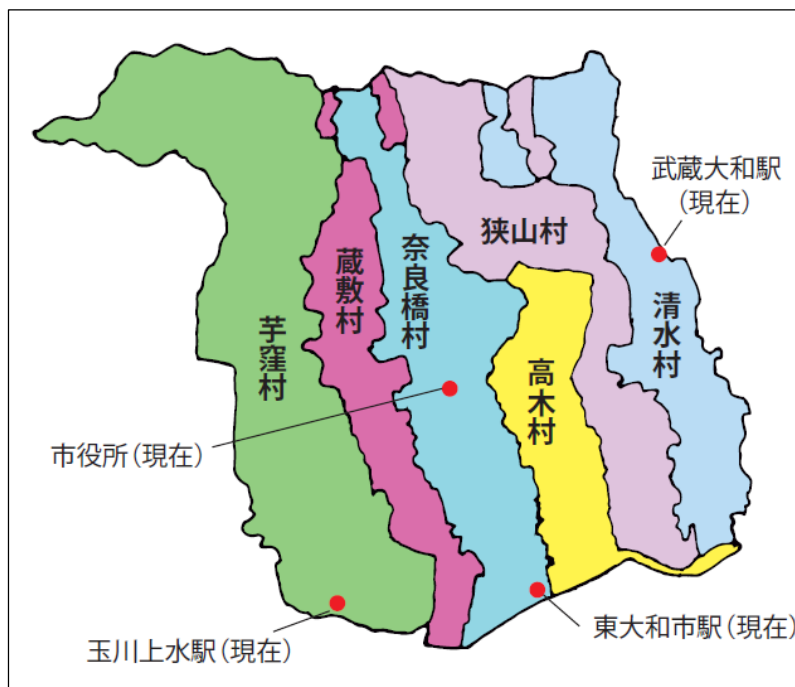 武蔵大和駅
(現在)
狭山村
奈良橋村
蔵敷村
清水村
芋窪村
高木村
市役所(現在)
東大和市駅(現在)
玉川上水駅(現在)